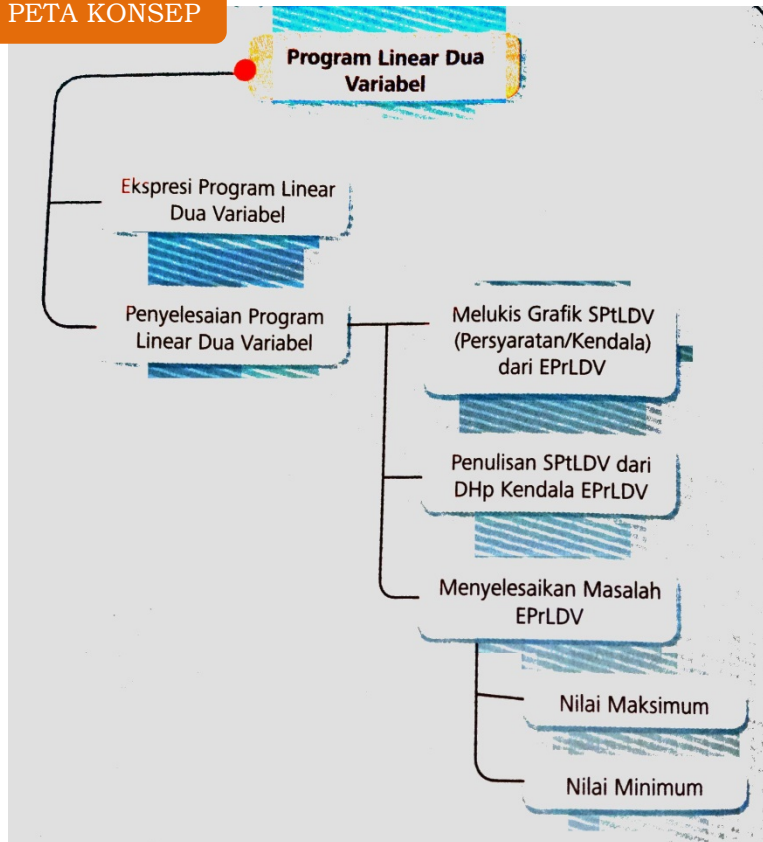 PETA KONSEP
Program Linear Dua
Variabel
Ekspresi Program Linear
Dua Variabel
Penyelesaian Program
Linear Dua Variabel
Melukis Grafik SPtLDV
(Persyaratan/Kendala)
dari EPrLDV
Penulisan SPtLDV dari
DHp Kendala EPrLDV
Menyelesaikan Masalah
EPrLDV
Nilai Maksimum
Nilai Minimum